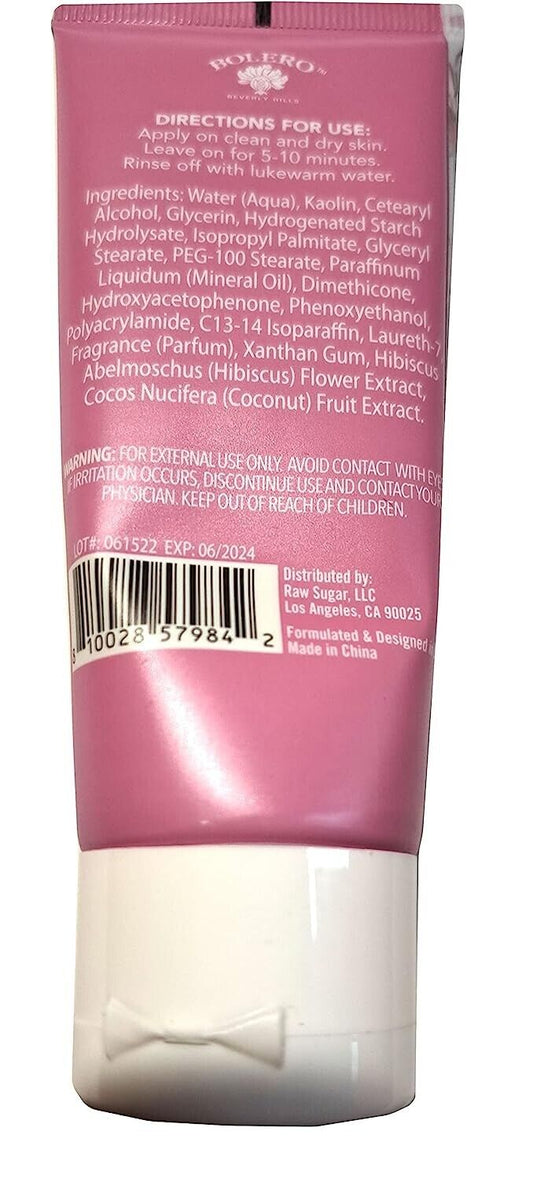 BOLERO™
BEVERLY HILLS
DIRECTIONS FOR USE:
Apply on clean and dry skin.
Leave on for 5-10 minutes.
Rinse off with lukewarm water.
Ingredients: Water (Aqua), Kaolin, Cetearyl
Alcohol, Glycerin, Hydrogenated Starch
Hydrolysate, Isopropyl Palmitate, Glyceryl
Stearate, PEG-100 Stearate, Paraffinum
Liquidum (Mineral Oil), Dimethicone,
Hydroxyacetophenone, Phenoxyethanol,
Polyacrylamide, C13-14 Isoparaffin, Laureth-7
Fragrance (Parfum), Xanthan Gum, Hibiscus
Abelmoschus (Hibiscus) Flower Extract,
Cocos Nucifera (Coconut) Fruit Extract.
WARNING: FOR EXTERNAL USE ONLY. AVOID CONTACT WITH EYE
IF IRRITATION OCCURS, DISCONTINUE USE AND CONTACT YOUR
PHYSICIAN. KEEP OUT OF REACH OF CHILDREN.
LOT#: 061522 EXP: 06/2024
8 10028 57984 2
Distributed by:
Raw Sugar, LLC
Los Angeles, CA 90025
Formulated & Designed
Made in China